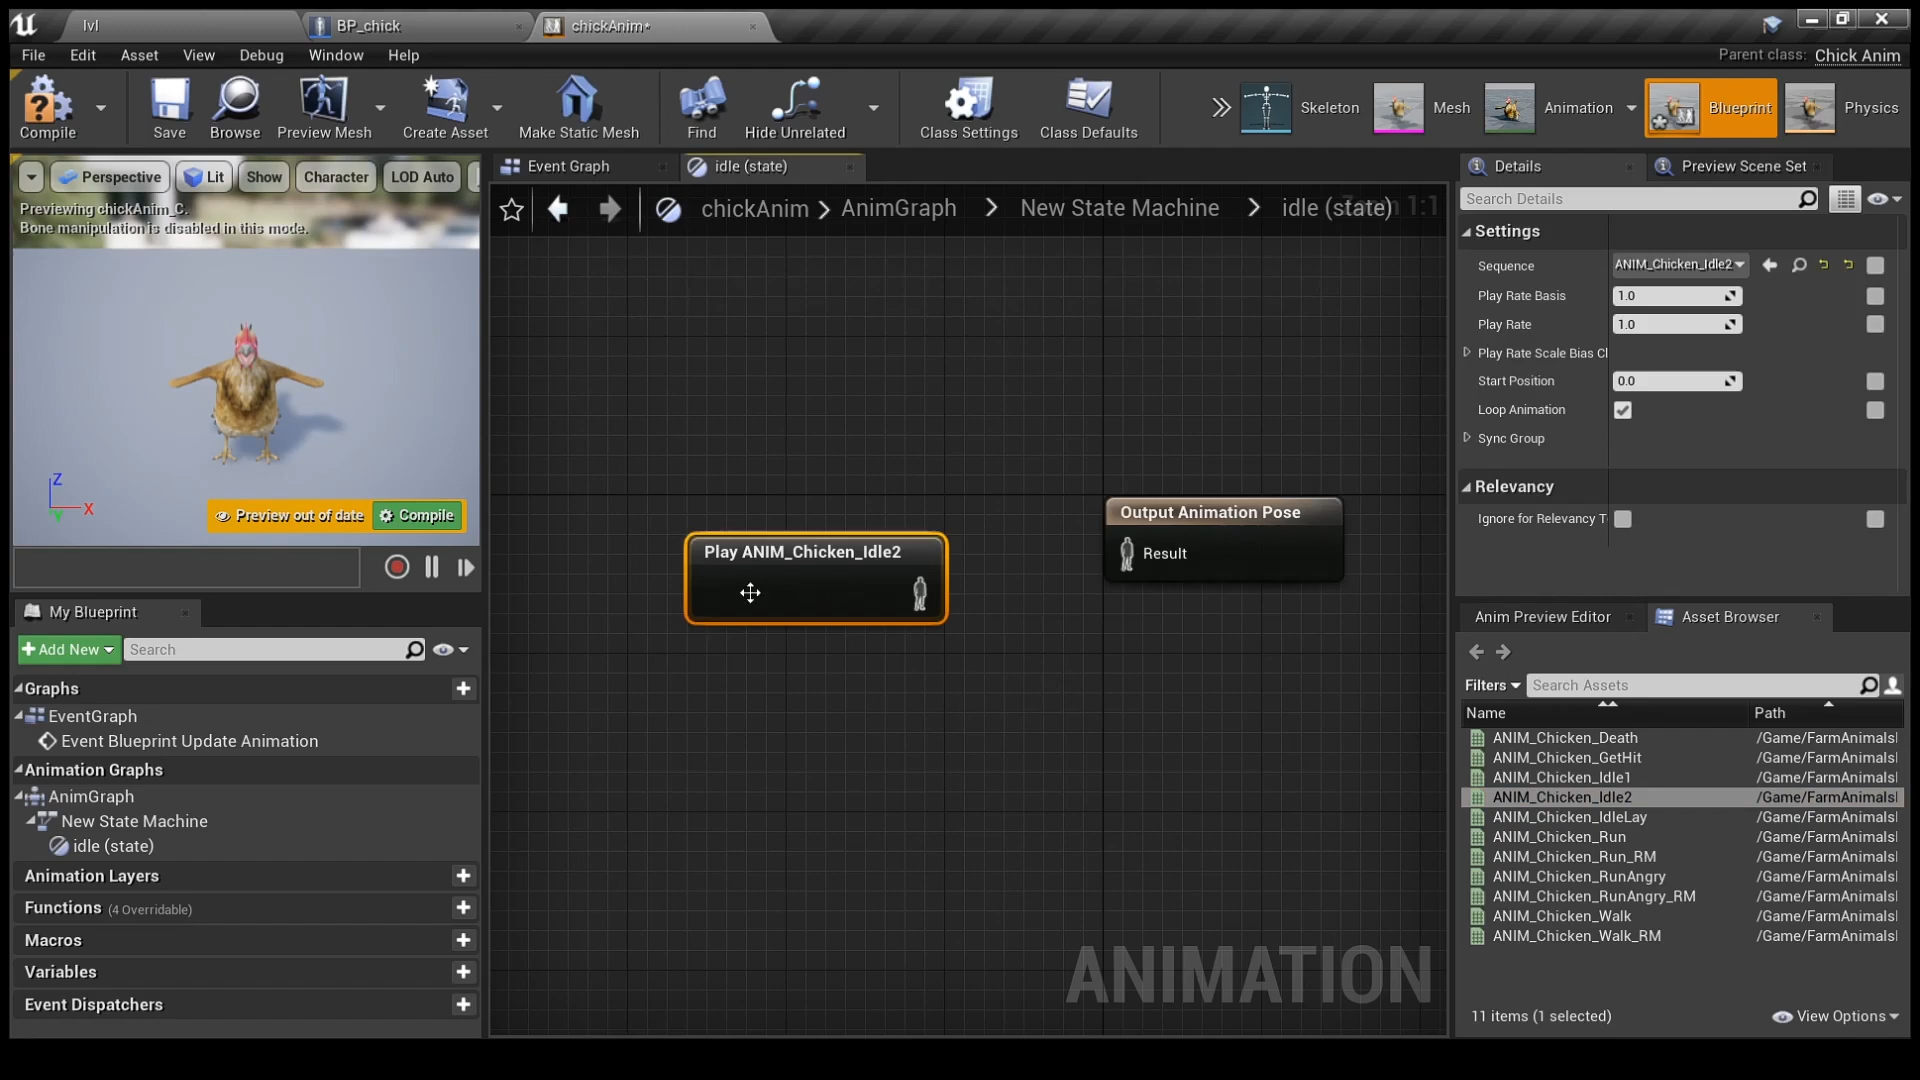 lvl
BP_chick
chickAnim*
File
Edit
Asset
View
Debug
Window
Help
Parent class: Chick Anim
Compile
Save
Browse
Preview Mesh
Create Asset
Make Static Mesh
Find
Hide Unrelated
Class Settings
Class Defaults
Skeleton
Mesh
Animation
Blueprint
Physics
Perspective
Lit
Show
Character
LOD Auto
Previewing chickAnim_C.
Bone manipulation is disabled in this mode.
Z
X
Y
Preview out of date
Compile
My Blueprint
Add New
Search
Graphs
EventGraph
Event Blueprint Update Animation
Animation Graphs
AnimGraph
New State Machine
idle (state)
Animation Layers
Functions (4 Overridable)
Macros
Variables
Event Dispatchers
Event Graph
idle (state)
chickAnim > AnimGraph > New State Machine > idle (state)
Zoom 1:1
Play ANIM_Chicken_Idle2
Output Animation Pose
Result
ANIMATION
Details
Preview Scene Set
Search Details
Settings
Sequence
ANIM_Chicken_Idle2
Play Rate Basis
1.0
Play Rate
1.0
Play Rate Scale Bias Cl
Start Position
0.0
Loop Animation
Sync Group
Relevancy
Ignore for Relevancy T
Anim Preview Editor
Asset Browser
Filters
Search Assets
Name
Path
ANIM_Chicken_Death /Game/FarmAnimals
ANIM_Chicken_GetHit /Game/FarmAnimals
ANIM_Chicken_Idle1 /Game/FarmAnimals
ANIM_Chicken_Idle2 /Game/FarmAnimals
ANIM_Chicken_IdleLay /Game/FarmAnimals
ANIM_Chicken_Run /Game/FarmAnimals
ANIM_Chicken_Run_RM /Game/FarmAnimals
ANIM_Chicken_RunAngry /Game/FarmAnimals
ANIM_Chicken_RunAngry_RM /Game/FarmAnimals
ANIM_Chicken_Walk /Game/FarmAnimals
ANIM_Chicken_Walk_RM /Game/FarmAnimals
11 items (1 selected)
View Options